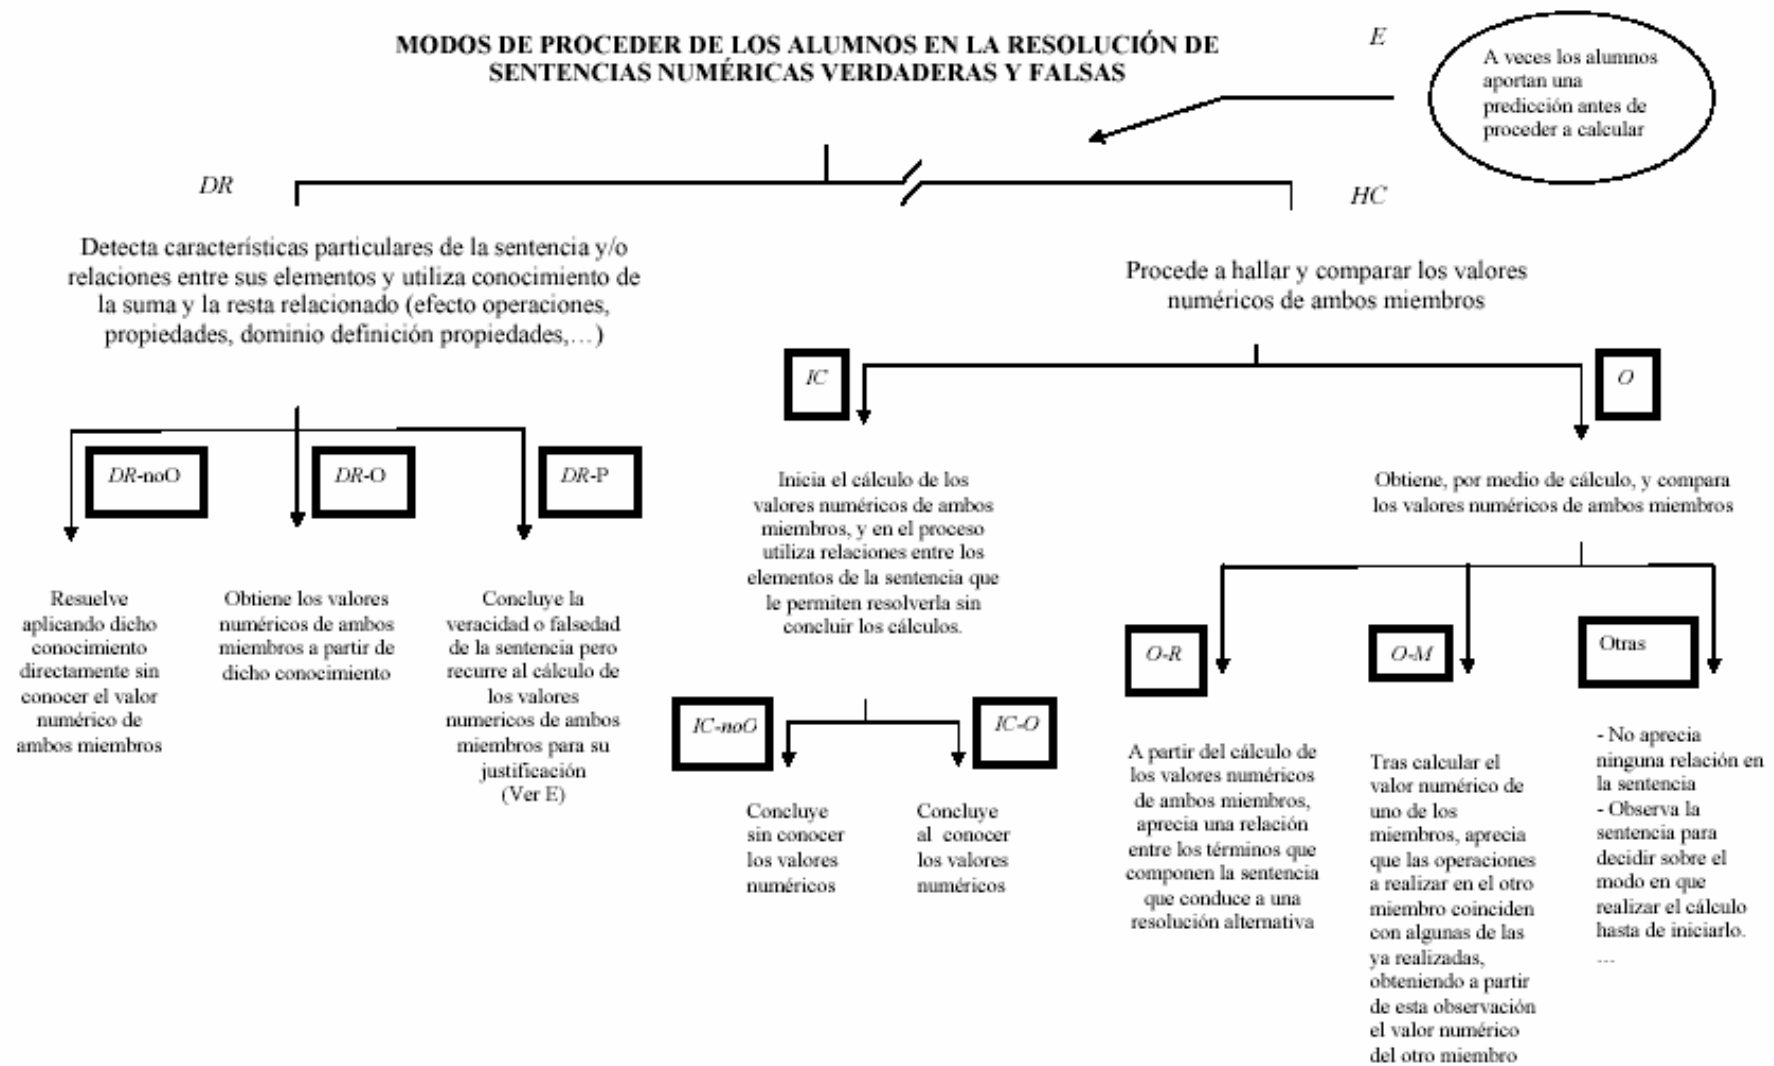 MODOS DE PROCEDER DE LOS ALUMNOS EN LA RESOLUCIÓN DE
SENTENCIAS NUMÉRICAS VERDADERAS Y FALSAS
E
A veces los alumnos
aportan una
predicción antes de
proceder a calcular
DR
HC
Detecta características particulares de la sentencia y/o
relaciones entre sus elementos y utiliza conocimiento de
la suma y la resta relacionado (efecto operaciones,
propiedades, dominio definición propiedades,…)
Procede a hallar y comparar los valores
numéricos de ambos miembros
IC
O
DR-noO
DR-O
DR-P
Inicia el cálculo de los
valores numéricos de ambos
miembros, y en el proceso
utiliza relaciones entre los
elementos de la sentencia que
le permiten resolverla sin
concluir los cálculos.
Obtiene, por medio de cálculo, y compara
los valores numéricos de ambos miembros
Resuelve
aplicando dicho
conocimiento
directamente sin
conocer el valor
numérico de
ambos miembros
Obtiene los valores
numéricos de ambos
miembros a partir de
dicho conocimiento
Concluye la
veracidad o falsedad
de la sentencia pero
recurre al cálculo de
los valores
numericos de ambos
miembros para su
justificación
(Ver E)
IC-noO
IC-O
Concluye
sin conocer
los valores
numéricos
Concluye
al conocer
los valores
numéricos
O-R
O-M
Otras
A partir del cálculo de
los valores numéricos
de ambos miembros,
aprecia una relación
entre los términos que
componen la sentencia
que conduce a una
resolución alternativa
Tras calcular el
valor numérico de
uno de los
miembros, aprecia
que las operaciones
a realizar en el otro
miembro coinciden
con algunas de las
ya realizadas,
obteniendo a partir
de esta observación
el valor numérico
del otro miembro
- No aprecia
ninguna relación en
la sentencia
- Observa la
sentencia para
decidir sobre el
modo en que
realizar el cálculo
hasta de iniciarlo.
…